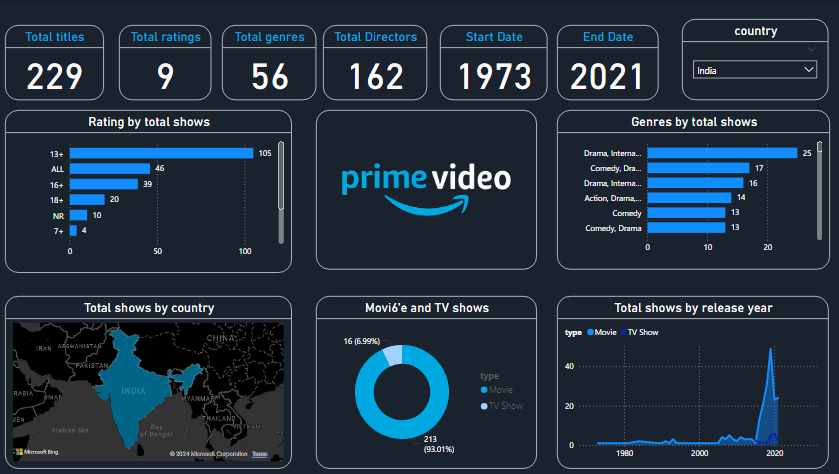 Total titles
229
Total ratings
9
Total genres
56
Total Directors
162
Start Date
1973
End Date
2021
country
India
Rating by total shows
13+ 105
ALL 46
16+ 39
18+ 20
NR 10
7+ 4
0 50 100
prime video
Genres by total shows
Drama, Interna... 25
Comedy, Dra... 17
Drama, Interna... 16
Action, Drama,... 14
Comedy 13
Comedy, Drama 13
0 10 20
Total shows by country
IRAN
AFGHANISTAN
CHINA
PAKISTAN
OMAN
INDIA
MYANMAR
THAILAND
VIETNAM
Arabian Sea
Bay
of Bengal
Microsoft Bing
© 2024 Microsoft Corporation Terms
Movió'e and TV shows
16 (6.99%)
type
Movie
TV Show
213
(93.01%)
Total shows by release year
type Movie TV Show
40
20
0
1980 2000 2020